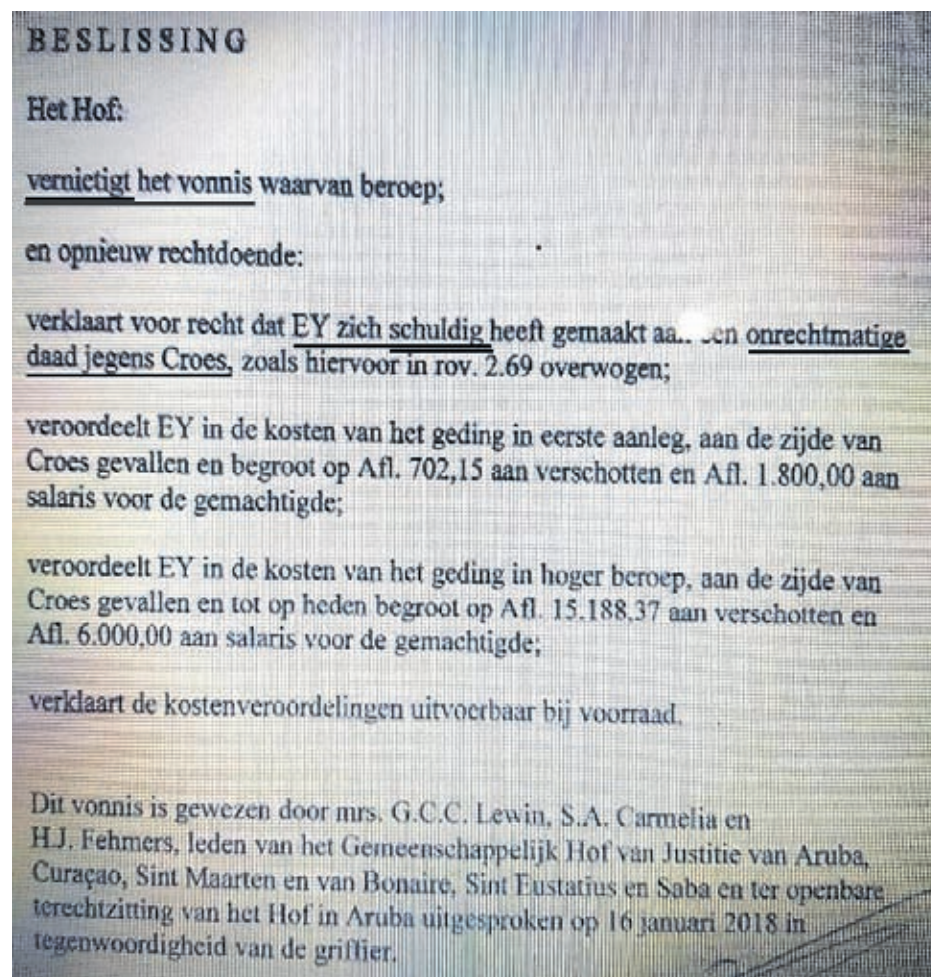 BESLISSING
Het Hof:
vernietigt het vonnis waarvan beroep;
en opnieuw rechtdoende:
verklaart voor recht dat EY zich schuldig heeft gemaakt onrechtmatige
daad jegens Croes, zoals hiervoor in rov. 2.69 overwogen;
veroordeelt EY in de kosten van het geding in eerste aanleg, aan de zijde van
Croes gevallen en begroot op Afl. 702,15 aan verschotten en Afl. 1.800,00 aan
salaris voor de gemachtigde;
veroordeelt EY in de kosten van het geding in hoger beroep, aan de zijde van
Croes gevallen en tot op heden begroot op Afl. 15.188,37 aan verschotten en
Afl. 6.000,00 aan salaris voor de gemachtigde;
verklaart de kostenveroordelingen uitvoerbaar bij voorraad.
Dit vonnis is gewezen door mrs. G.C.C. Lewin, S.A. Carmelia en
H.J. Fehmers, leden van het Gemeenschappelijk Hof van Justitie van Aruba,
Curaçao, Sint Maarten en van Bonaire, Sint Eustatius en Saba en ter openbare
terechtzitting van het Hof in Aruba uitgesproken op 16 januari 2018 in
tegenwoordigheid van de griffier.